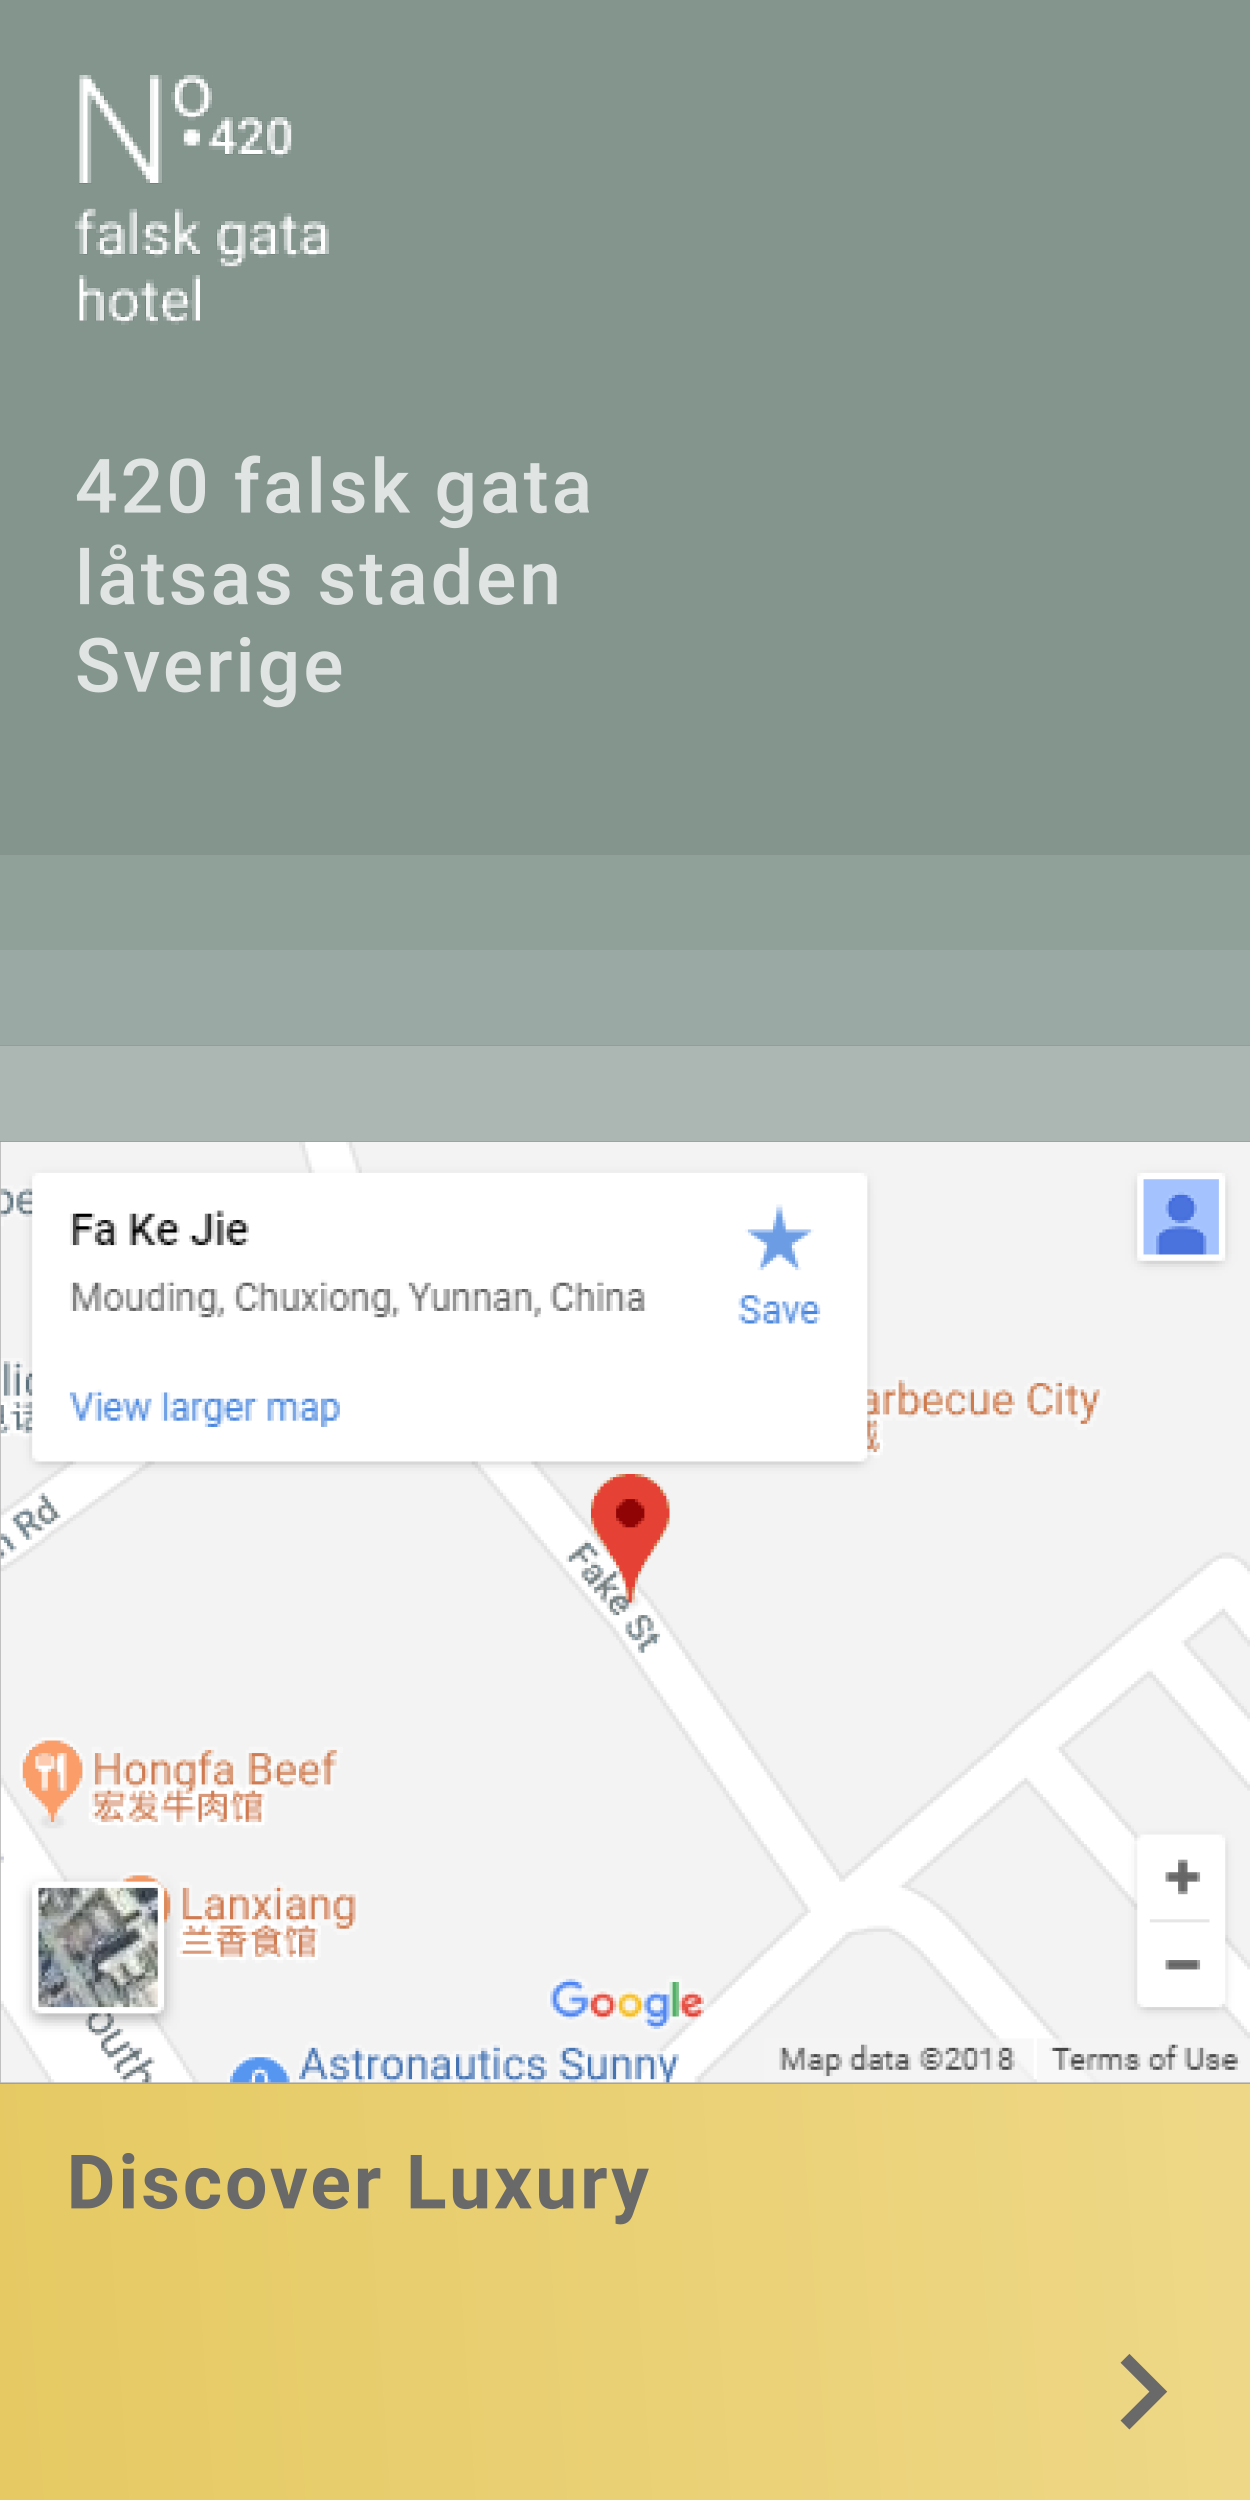 Nº.420
falsk gata
hotel
420 falsk gata
låtsas staden
Sverige
Fa Ke Jie
Mouding, Chuxiong, Yunnan, China
Save
View larger map
arbecue City
n Rd
Fake St
Hongfa Beef
宏发牛肉馆
Lanxiang
兰香食馆
outh
Google
Astronautics Sunny
Map data ©2018
Terms of Use
Discover Luxury